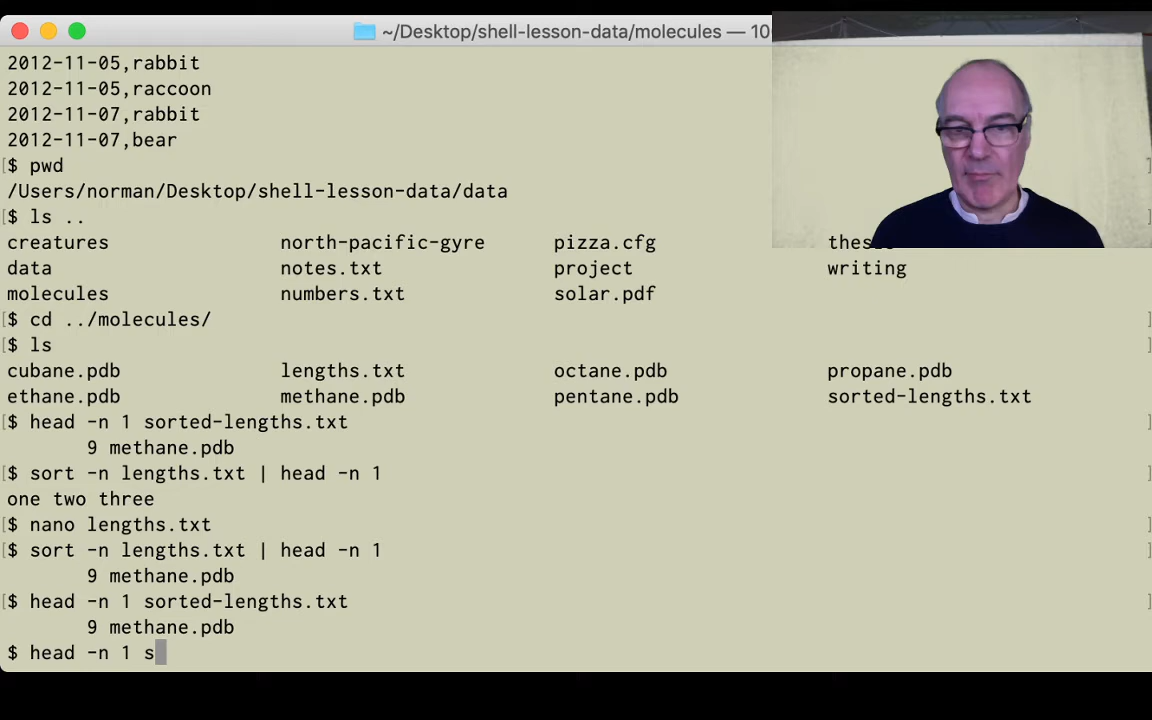 ~/Desktop/shell-lesson-data/molecules — 10
2012-11-05,rabbit
2012-11-05,raccoon
2012-11-07,rabbit
2012-11-07,bear
[$ pwd ]
/Users/norman/Desktop/shell-lesson-data/data
[$ ls .. ]
creatures north-pacific-gyre pizza.cfg thesis
data notes.txt project writing
molecules numbers.txt solar.pdf
[$ cd ../molecules/ ]
[$ ls ]
cubane.pdb lengths.txt octane.pdb propane.pdb
ethane.pdb methane.pdb pentane.pdb sorted-lengths.txt
[$ head -n 1 sorted-lengths.txt ]
9 methane.pdb
[$ sort -n lengths.txt | head -n 1 ]
one two three
[$ nano lengths.txt ]
[$ sort -n lengths.txt | head -n 1 ]
9 methane.pdb
[$ head -n 1 sorted-lengths.txt ]
9 methane.pdb
$ head -n 1 s